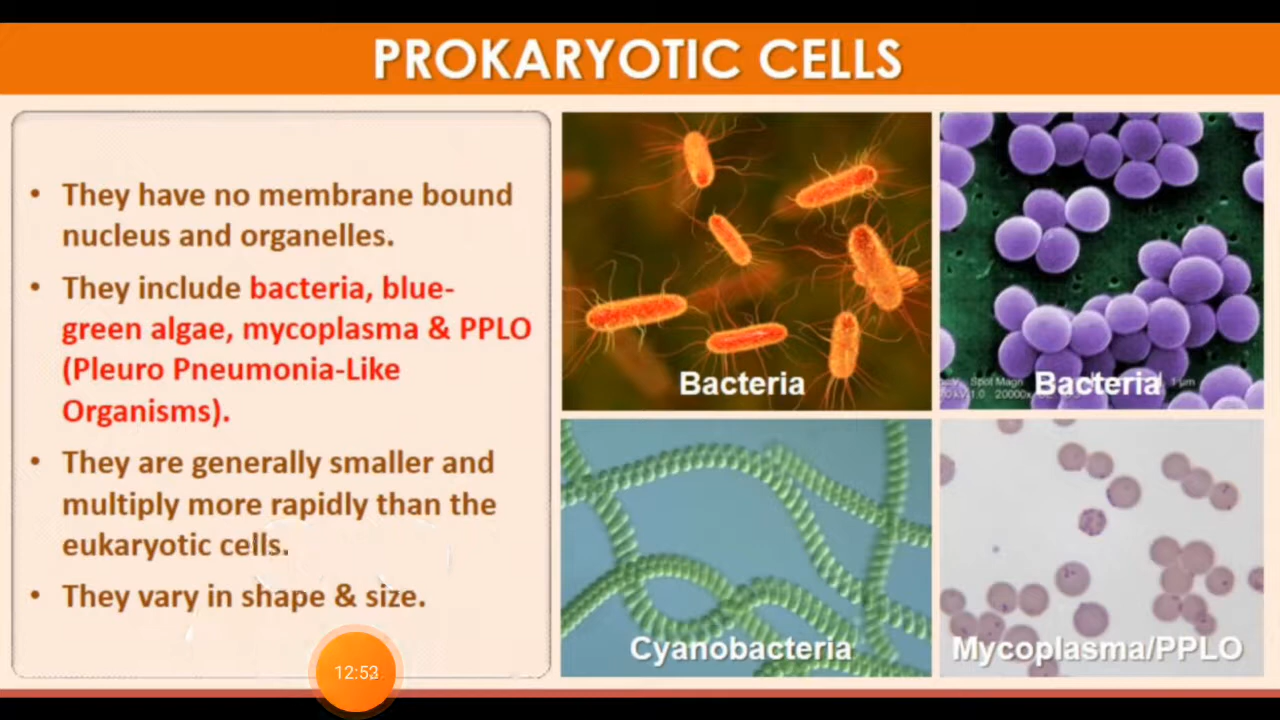 PROKARYOTIC CELLS
• They have no membrane bound
nucleus and organelles.
• They include bacteria, blue-
green algae, mycoplasma & PPLO
(Pleuro Pneumonia-Like
Organisms).
• They are generally smaller and
multiply more rapidly than the
eukaryotic cells.
• They vary in shape & size.
Bacteria
Spot Magn
20000x
1 µm
Bacteria
Cyanobacteria
Mycoplasma/PPLO
12:53